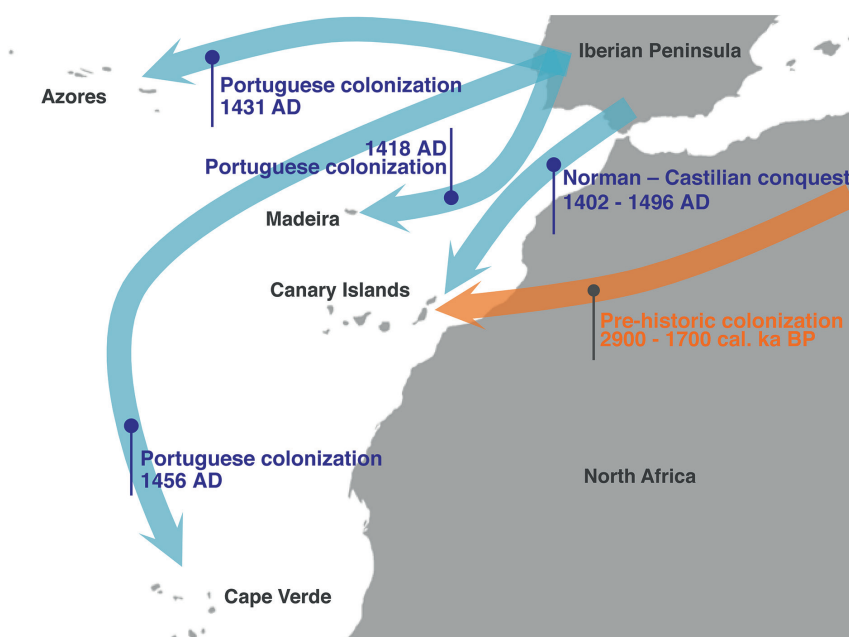 Iberian Peninsula
Azores
Portuguese colonization
1431 AD
1418 AD
Portuguese colonization
Norman – Castilian conquest
1402 - 1496 AD
Madeira
Canary Islands
Pre-historic colonization
2900 - 1700 cal. ka BP
Portuguese colonization
1456 AD
North Africa
Cape Verde